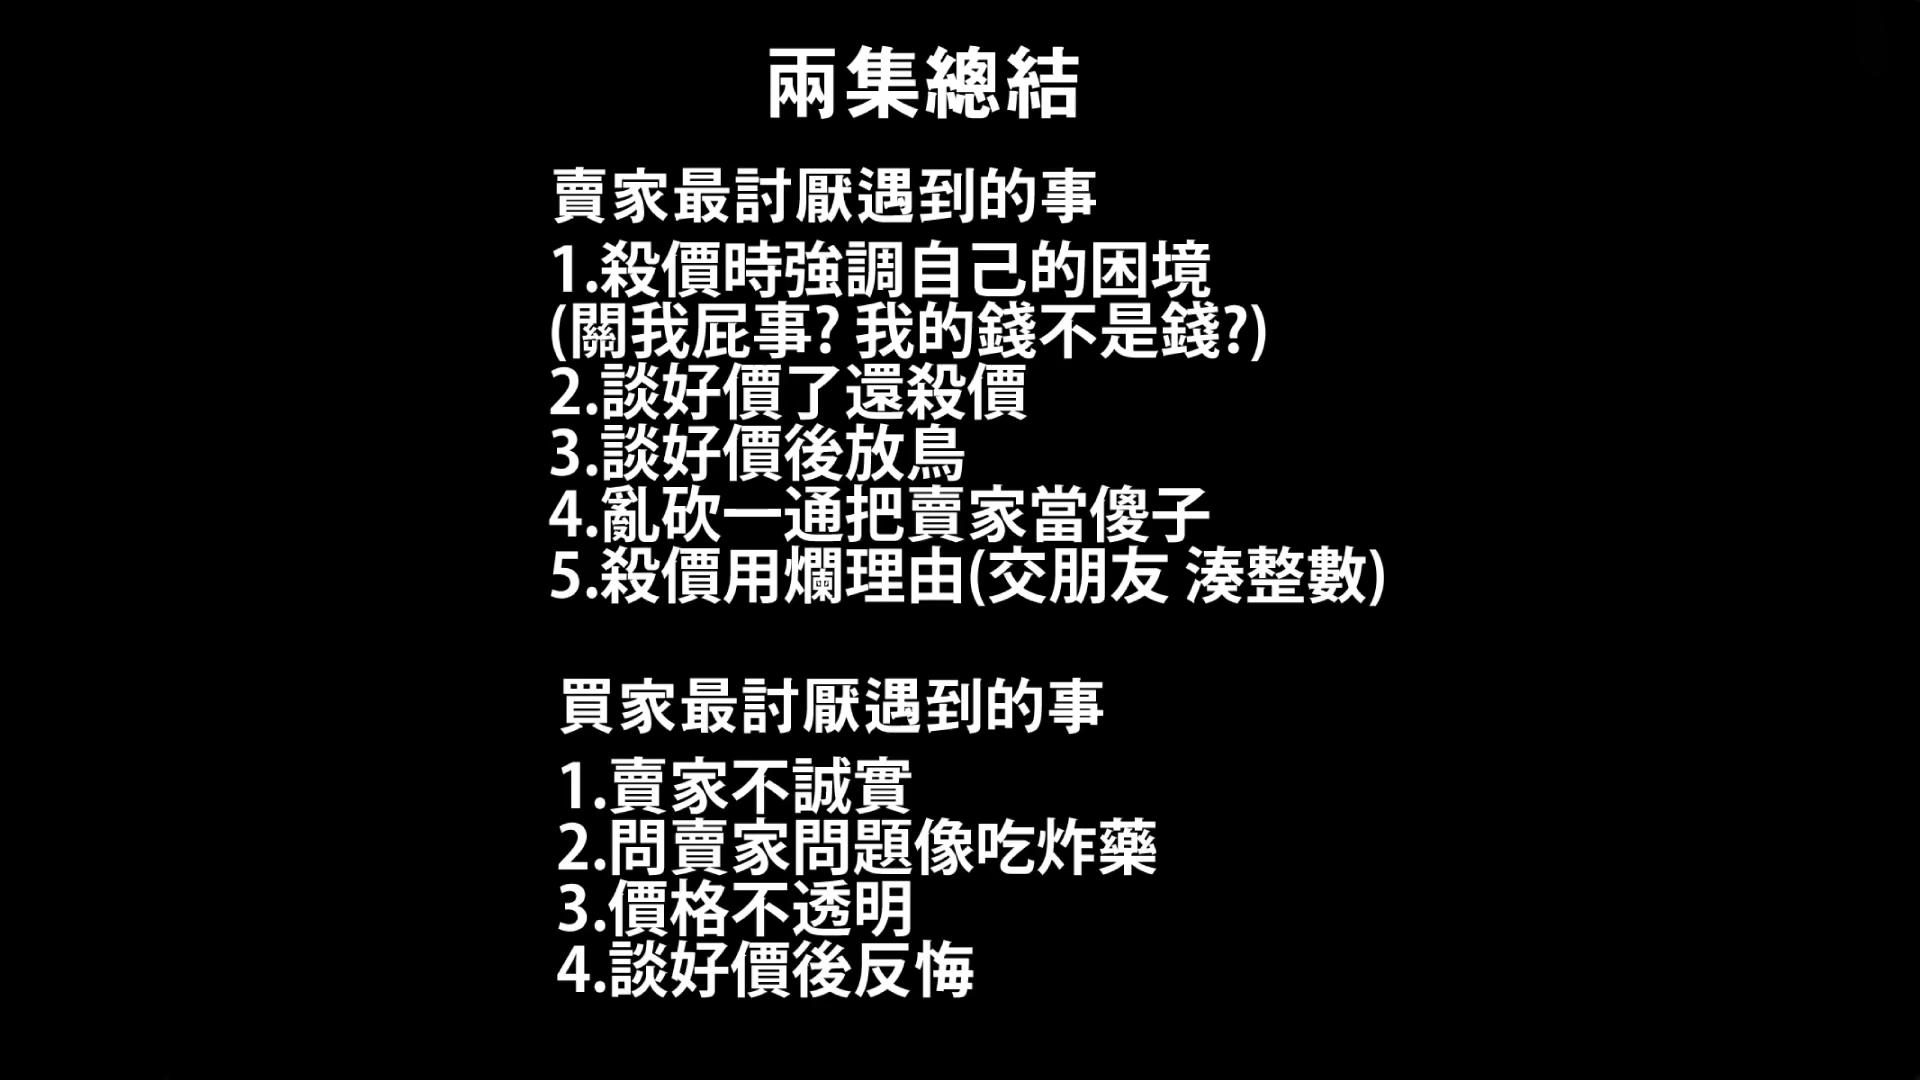 兩集總結
賣家最討厭遇到的事
1.殺價時強調自己的困境
(關我屁事? 我的錢不是錢?)
2.談好價了還殺價
3.談好價後放鳥
4.亂砍一通把賣家當傻子
5.殺價用爛理由(交朋友 湊整數)
買家最討厭遇到的事
1.賣家不誠實
2.問賣家問題像吃炸藥
3.價格不透明
4.談好價後反悔